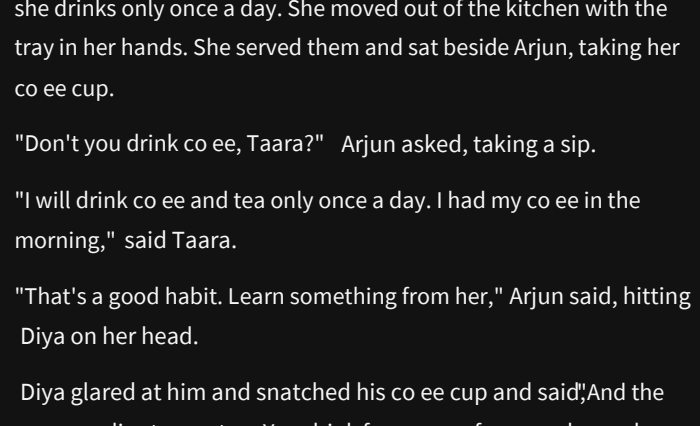 she drinks only once a day. She moved out of the kitchen with the
tray in her hands. She served them and sat beside Arjun, taking her
co ee cup.
"Don't you drink co ee, Taara?"   Arjun asked, taking a sip.
"I will drink co ee and tea only once a day. I had my co ee in the
morning,"  said Taara.
"That's a good habit. Learn something from her," Arjun said, hitting
Diya on her head.
Diya glared at him and snatched his co ee cup and said",And the